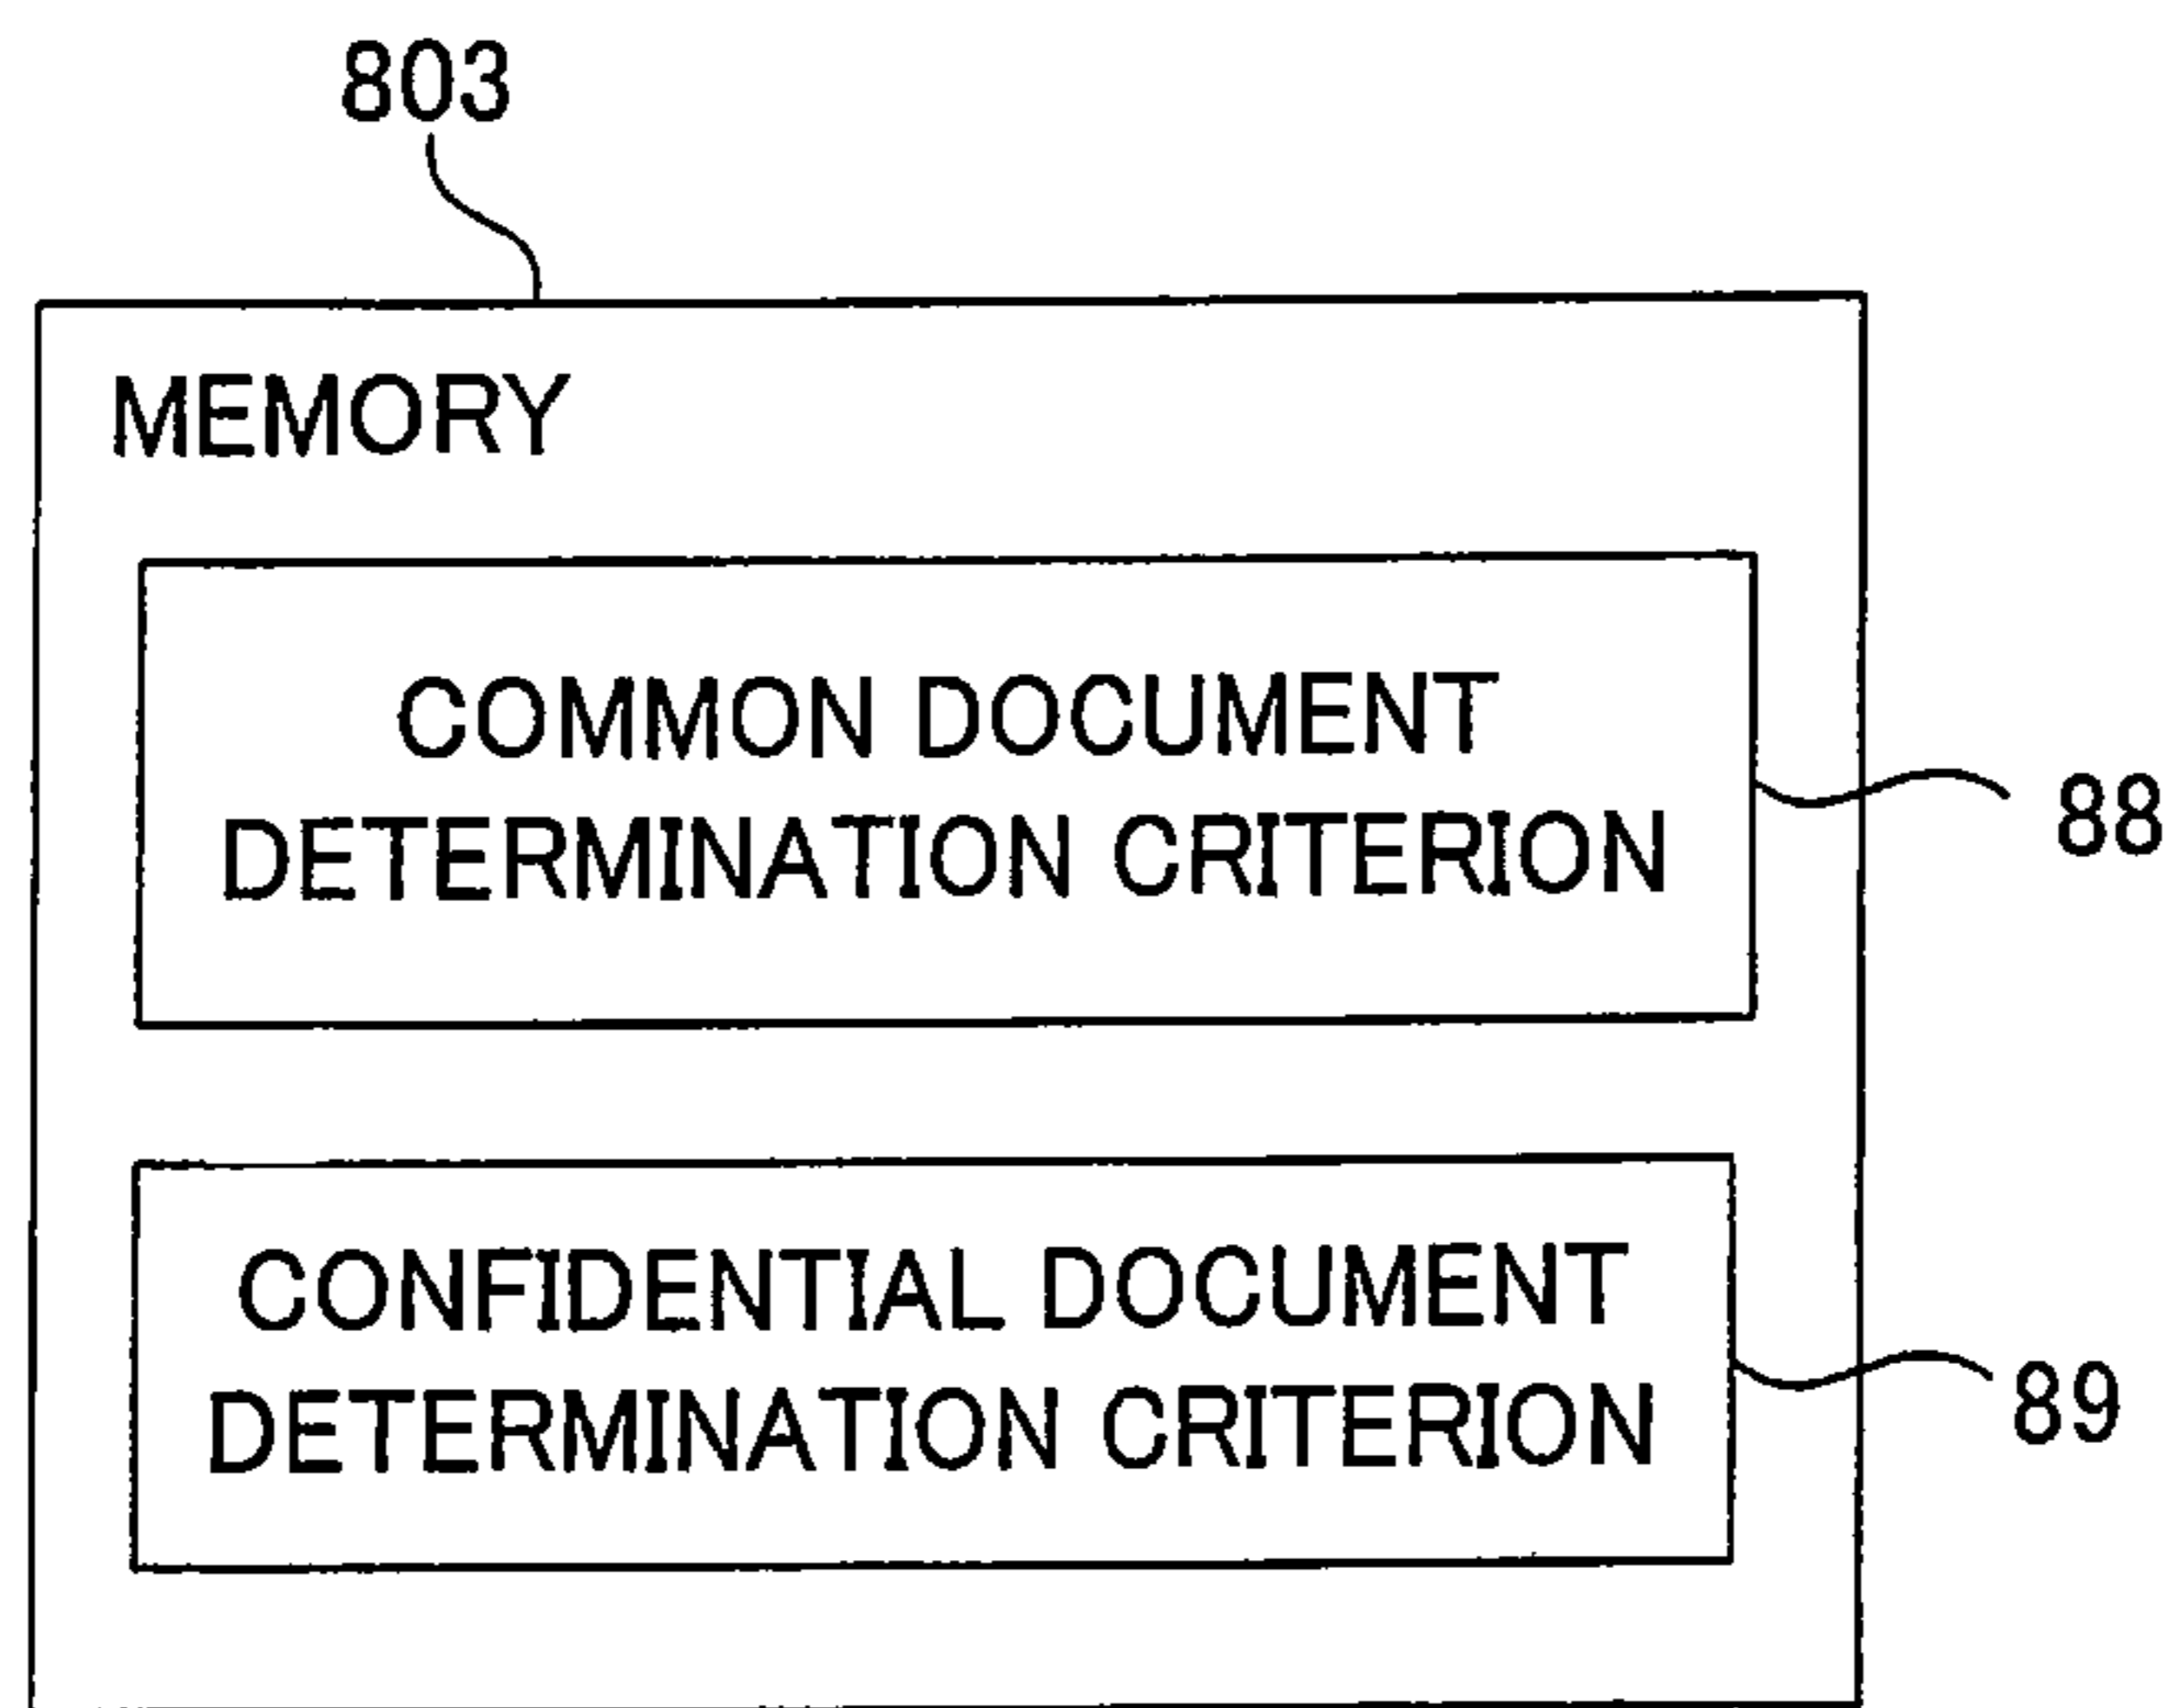 803
MEMORY
COMMON DOCUMENT
DETERMINATION CRITERION
88
CONFIDENTIAL DOCUMENT
DETERMINATION CRITERION
89